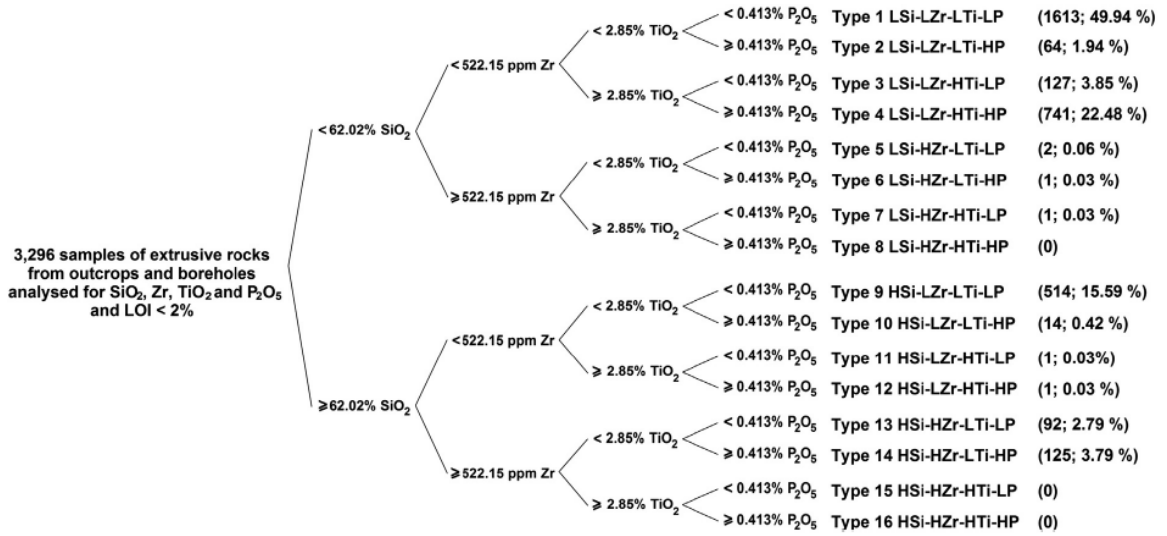 3,296 samples of extrusive rocks
from outcrops and boreholes
analysed for SiO₂, Zr, TiO₂ and P₂O₅
and LOI < 2%
<62.02% SiO₂
⩾62.02% SiO₂
<522.15 ppm Zr
⩾522.15 ppm Zr
<522.15 ppm Zr
⩾522.15 ppm Zr
< 2.85% TiO₂
⩾ 2.85% TiO₂
< 2.85% TiO₂
⩾ 2.85% TiO₂
< 2.85% TiO₂
⩾ 2.85% TiO₂
< 2.85% TiO₂
⩾ 2.85% TiO₂
< 0.413% P₂O₅ Type 1 LSi-LZr-LTi-LP (1613; 49.94 %)
⩾ 0.413% P₂O₅ Type 2 LSi-LZr-LTi-HP (64; 1.94 %)
< 0.413% P₂O₅ Type 3 LSi-LZr-HTi-LP (127; 3.85 %)
⩾ 0.413% P₂O₅ Type 4 LSi-LZr-HTi-HP (741; 22.48 %)
< 0.413% P₂O₅ Type 5 LSi-HZr-LTi-LP (2; 0.06 %)
⩾ 0.413% P₂O₅ Type 6 LSi-HZr-LTi-HP (1; 0.03 %)
< 0.413% P₂O₅ Type 7 LSi-HZr-HTi-LP (1; 0.03 %)
⩾ 0.413% P₂O₅ Type 8 LSi-HZr-HTi-HP (0)
< 0.413% P₂O₅ Type 9 HSi-LZr-LTi-LP (514; 15.59 %)
⩾ 0.413% P₂O₅ Type 10 HSi-LZr-LTi-HP (14; 0.42 %)
< 0.413% P₂O₅ Type 11 HSi-LZr-HTi-LP (1; 0.03%)
⩾ 0.413% P₂O₅ Type 12 HSi-LZr-HTi-HP (1; 0.03 %)
< 0.413% P₂O₅ Type 13 HSi-HZr-LTi-LP (92; 2.79 %)
⩾ 0.413% P₂O₅ Type 14 HSi-HZr-LTi-HP (125; 3.79 %)
< 0.413% P₂O₅ Type 15 HSi-HZr-HTi-LP (0)
⩾ 0.413% P₂O₅ Type 16 HSi-HZr-HTi-HP (0)